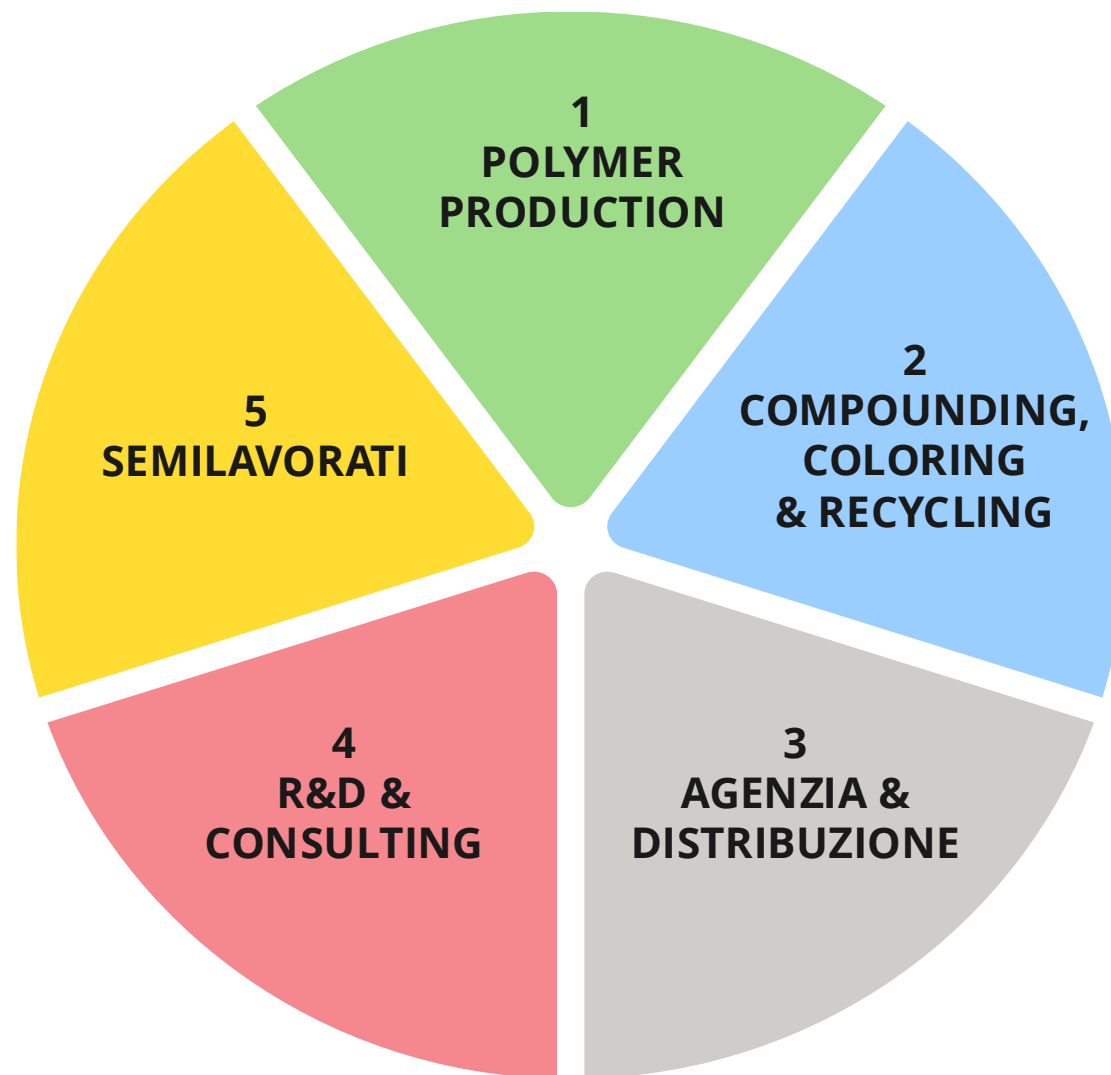 1
POLYMER
PRODUCTION
2
COMPOUNDING,
COLORING
& RECYCLING
3
AGENZIA &
DISTRIBUZIONE
4
R&D &
CONSULTING
5
SEMILAVORATI